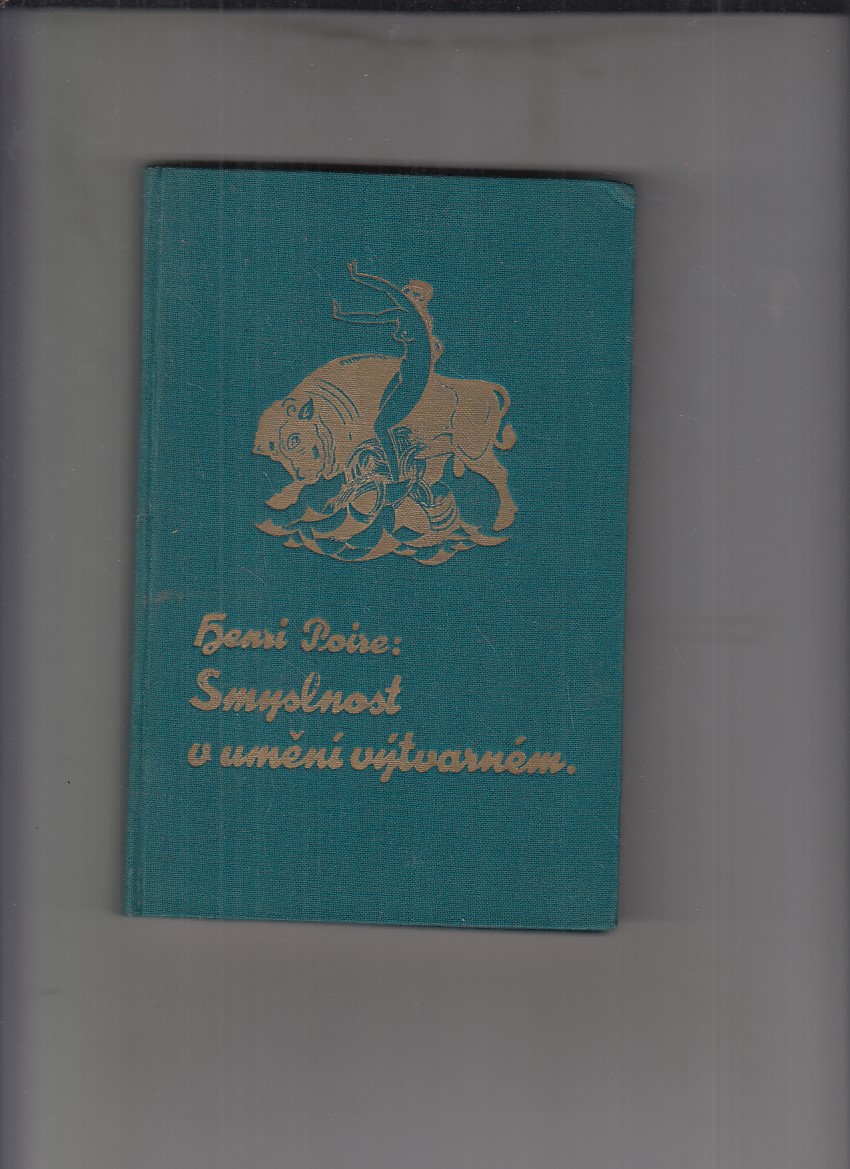 Henri Poire:
Smyslnost
v umění výtvarném.